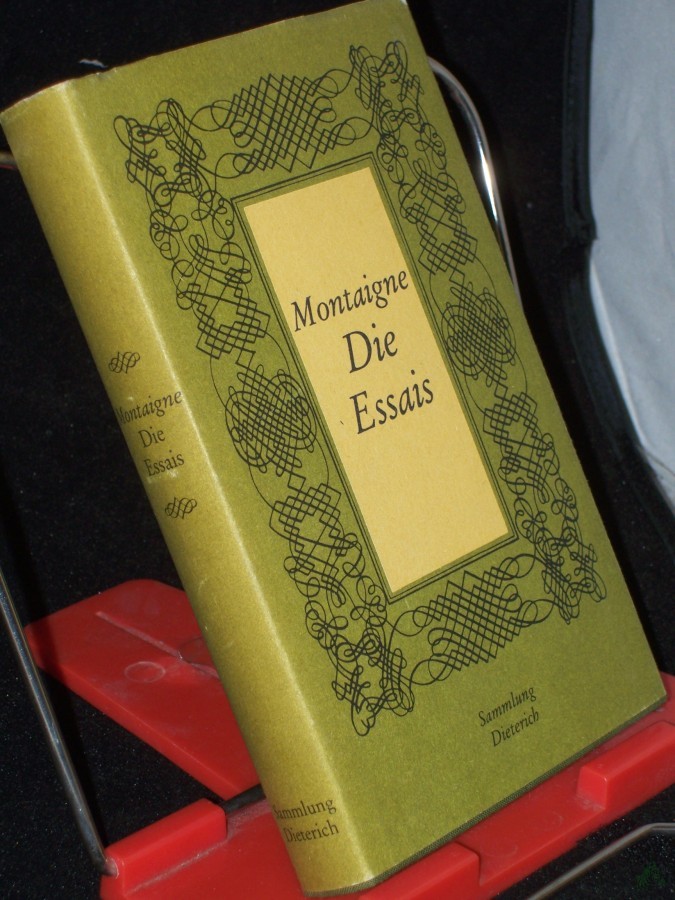 Montaigne
Die
Essais
Sammlung
Dieterich
Montaigne
Die
Essais
Sammlung
Dieterich